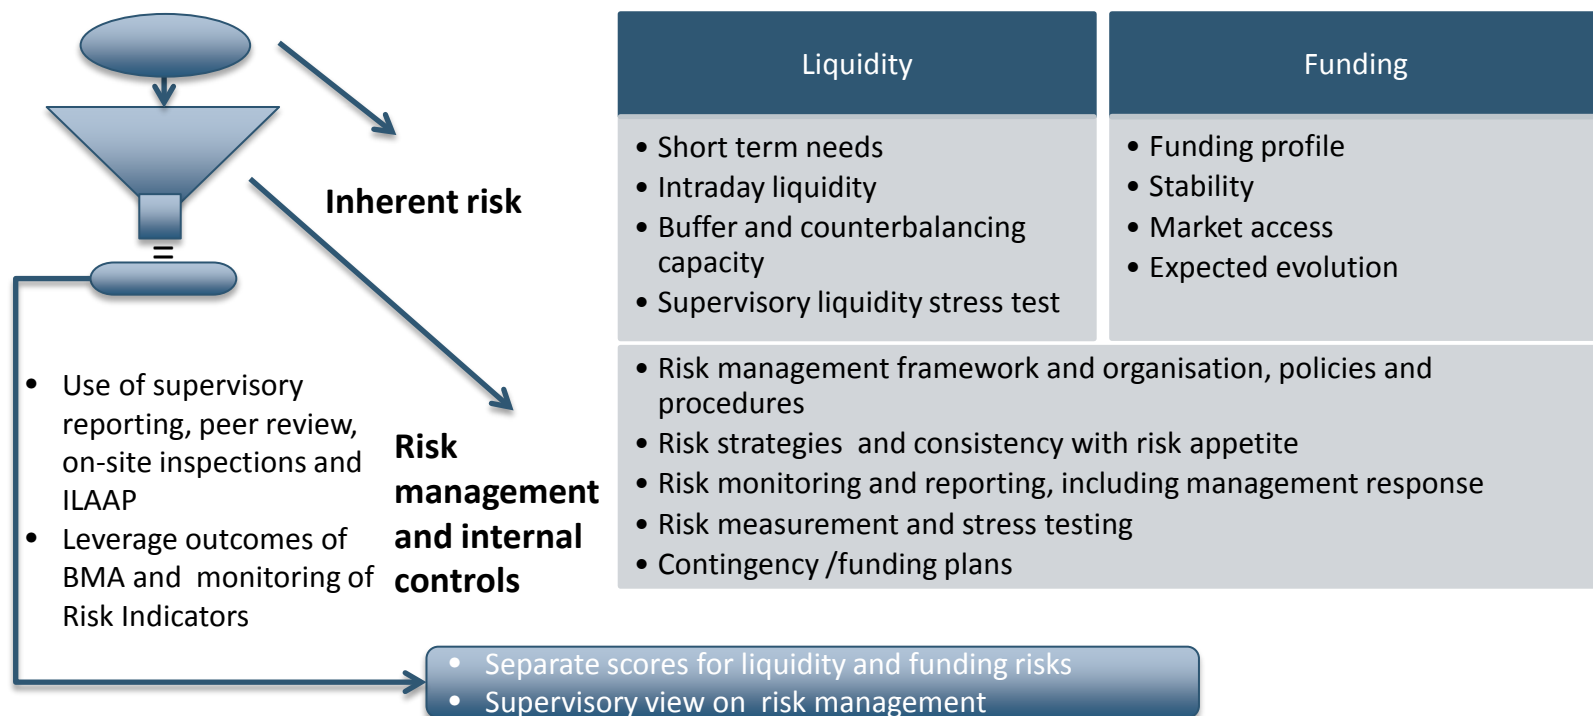 Liquidity
Funding
Inherent risk
• Short term needs
• Intraday liquidity
• Buffer and counterbalancing
capacity
• Supervisory liquidity stress test
• Funding profile
• Stability
• Market access
• Expected evolution
=
• Use of supervisory
reporting, peer review,
on-site inspections and
ILAAP
• Leverage outcomes of
BMA and monitoring of
Risk Indicators
Risk
management
and internal
controls
• Risk management framework and organisation, policies and
procedures
• Risk strategies and consistency with risk appetite
• Risk monitoring and reporting, including management response
• Risk measurement and stress testing
• Contingency /funding plans
• Separate scores for liquidity and funding risks
• Supervisory view on risk management